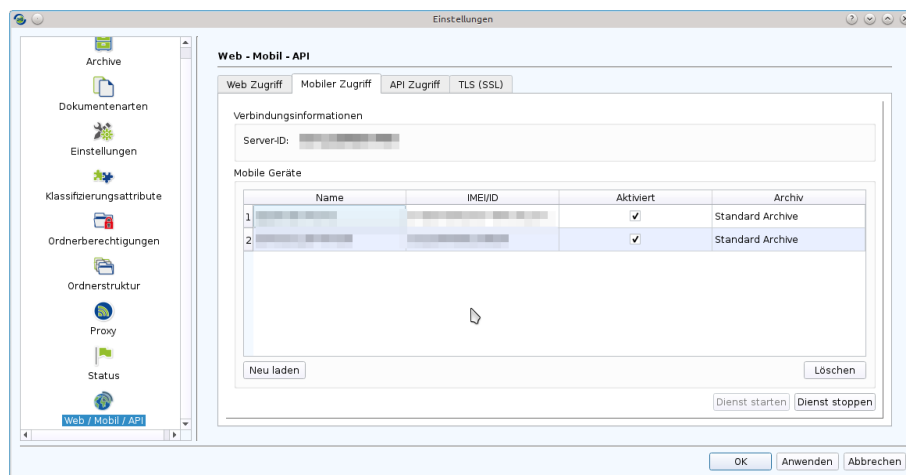 Einstellungen
Archive
Dokumentenarten
Einstellungen
Klassifizierungsattribute
Ordnerberechtigungen
Ordnerstruktur
Proxy
Status
Web / Mobil / API
Web - Mobil - API
Web Zugriff Mobiler Zugriff API Zugriff TLS (SSL)
Verbindungsinformationen
Server-ID:
Mobile Geräte
Name IMEI/ID Aktiviert Archiv
1 Standard Archive
2 Standard Archive
Neu laden Löschen
Dienst starten Dienst stoppen
OK Anwenden Abbrechen